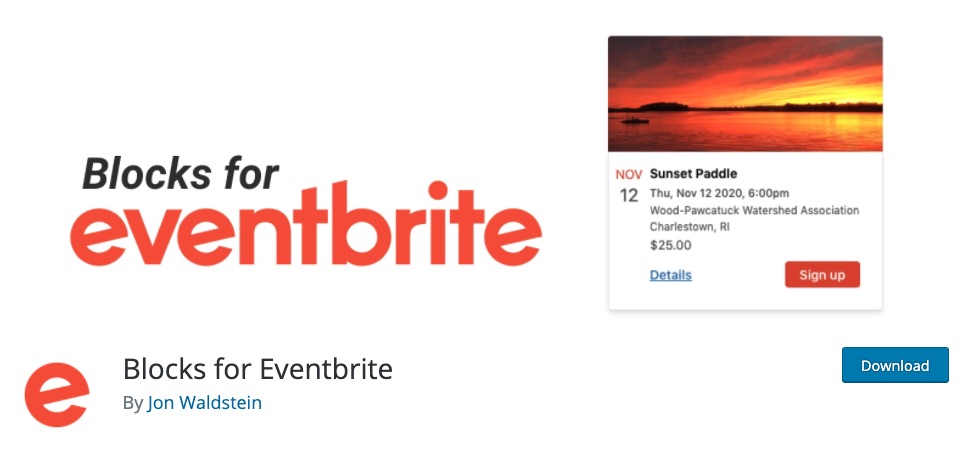 Blocks for
eventbrite
NOV
12
Sunset Paddle
Thu, Nov 12 2020, 6:00pm
Wood-Pawcatuck Watershed Association
Charlestown, RI
$25.00
Details
Sign up
e
Blocks for Eventbrite
By Jon Waldstein
Download